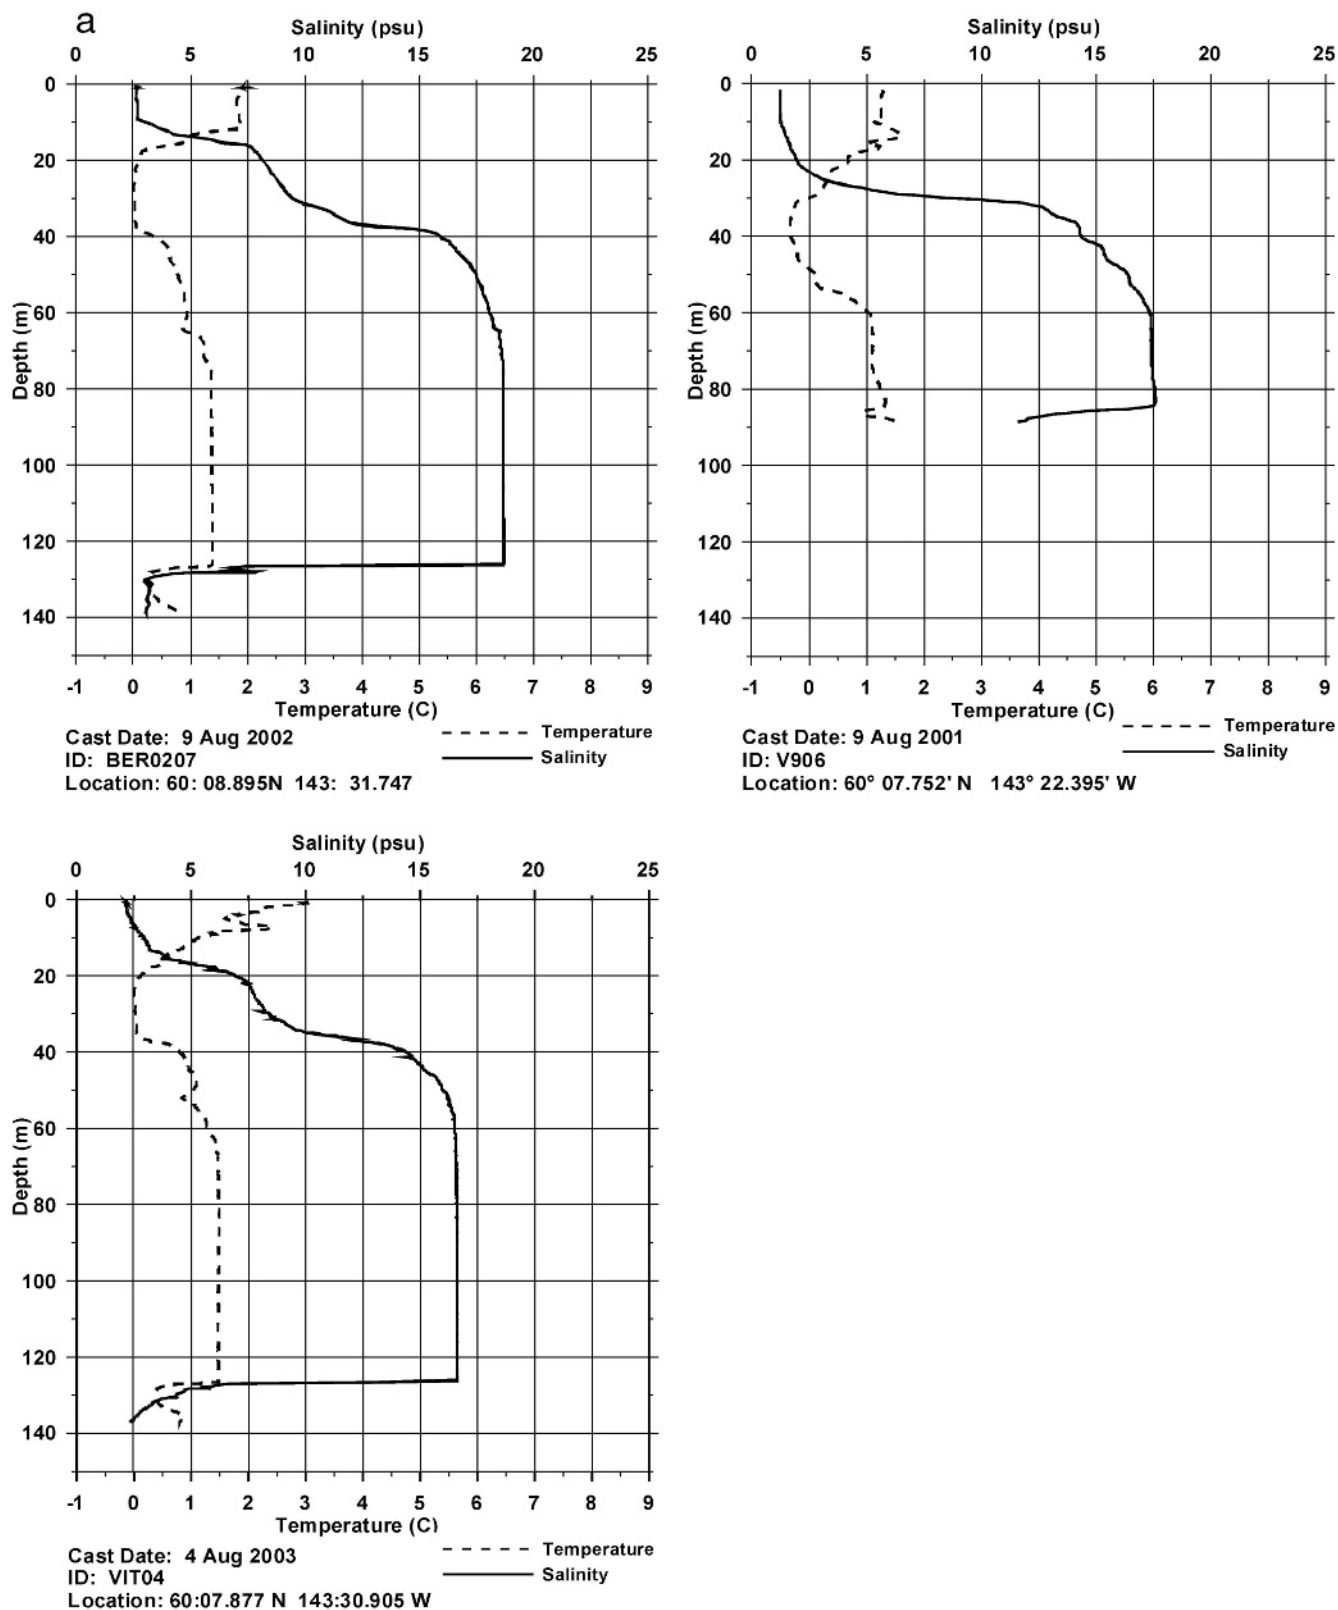 a
Salinity (psu)
0 5 10 15 20 25
0
20
40
60
80
100
120
140
Depth (m)
-1 0 1 2 3 4 5 6 7 8 9
Temperature (C)
Cast Date: 9 Aug 2002
ID: BER0207
Location: 60: 08.895N 143: 31.747
Temperature
Salinity
Salinity (psu)
0 5 10 15 20 25
0
20
40
60
80
100
120
140
Depth (m)
-1 0 1 2 3 4 5 6 7 8 9
Temperature (C)
Cast Date: 9 Aug 2001
ID: V906
Location: 60° 07.752' N 143° 22.395' W
Temperature
Salinity
Salinity (psu)
0 5 10 15 20 25
0
20
40
60
80
100
120
140
Depth (m)
-1 0 1 2 3 4 5 6 7 8 9
Temperature (C)
Cast Date: 4 Aug 2003
ID: VIT04
Location: 60:07.877 N 143:30.905 W
Temperature
Salinity